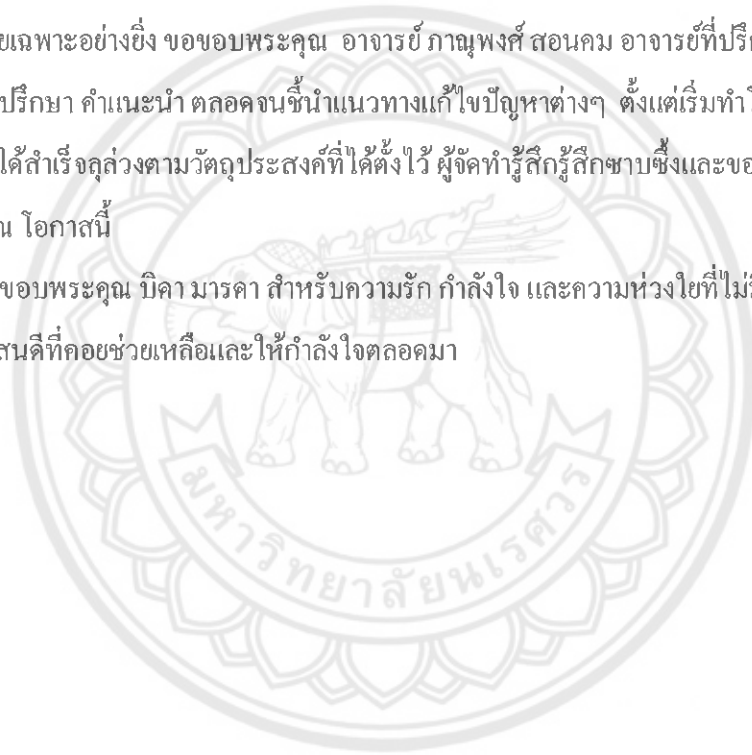 ยเฉพาะอย่างยิ่ง ขอขอบพระคุณ อาจารย์ ภาณุพงศ์ สอนคม อาจารย์ที่ปรึ
ปรึกษา คำแนะนำ ตลอดจนชี้นำแนวทางแก้ไขปัญหาต่างๆ ตั้งแต่เริ่มทำ
ได้สำเร็จลุล่วงตามวัตถุประสงค์ที่ได้ตั้งไว้ ผู้จัดทำรู้สึกรู้สึกซาบซึ้งและขอ
ณ โอกาสนี้
ขอบพระคุณ บิดา มารดา สำหรับความรัก กำลังใจ และความห่วงใยที่ไม่
สนดีที่คอยช่วยเหลือและให้กำลังใจตลอดมา
มหาวิทยาลัยนเรศวร